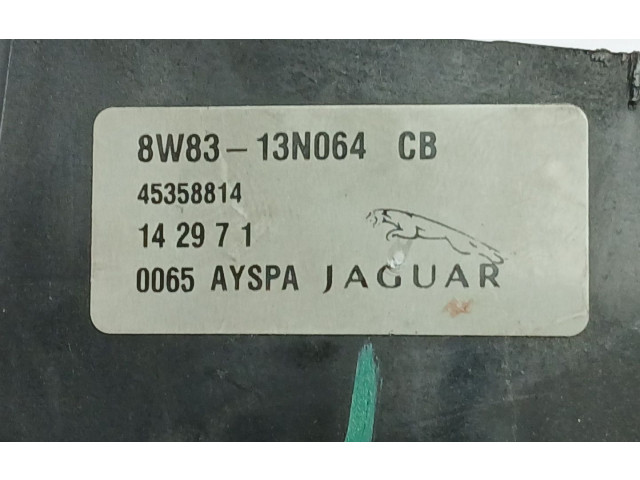 8W83-13N064 CB
45358814
14 29 7 1
0065 AYSPA JAGUAR